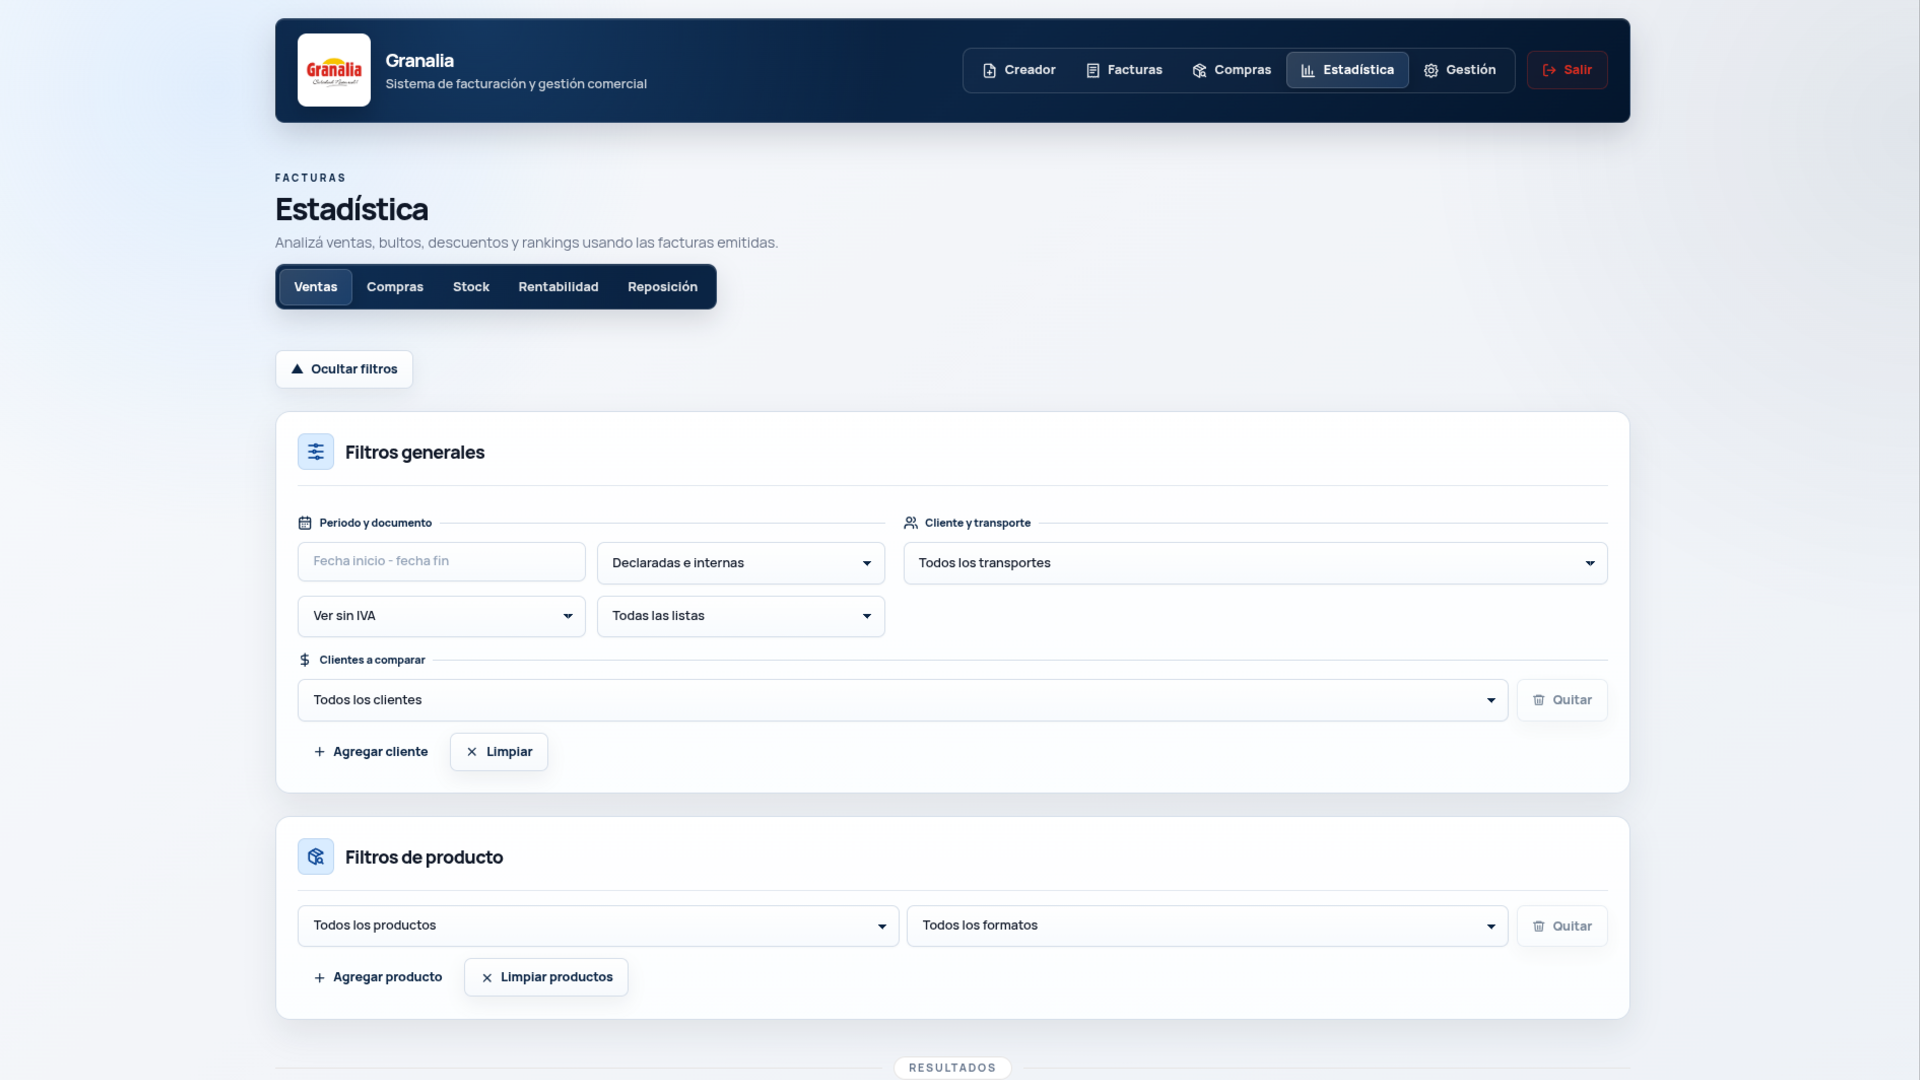 Granalia
Granalia
Sistema de facturación y gestión comercial
Creador
Facturas
Compras
Estadística
Gestión
Salir
FACTURAS
Estadística
Analizá ventas, bultos, descuentos y rankings usando las facturas emitidas.
Ventas
Compras
Stock
Rentabilidad
Reposición
Ocultar filtros
Filtros generales
Periodo y documento
Cliente y transporte
Fecha inicio - fecha fin
Declaradas e internas
Todos los transportes
Ver sin IVA
Todas las listas
Clientes a comparar
Todos los clientes
Quitar
Agregar cliente
Limpiar
Filtros de producto
Todos los productos
Todos los formatos
Quitar
Agregar producto
Limpiar productos
RESULTADOS